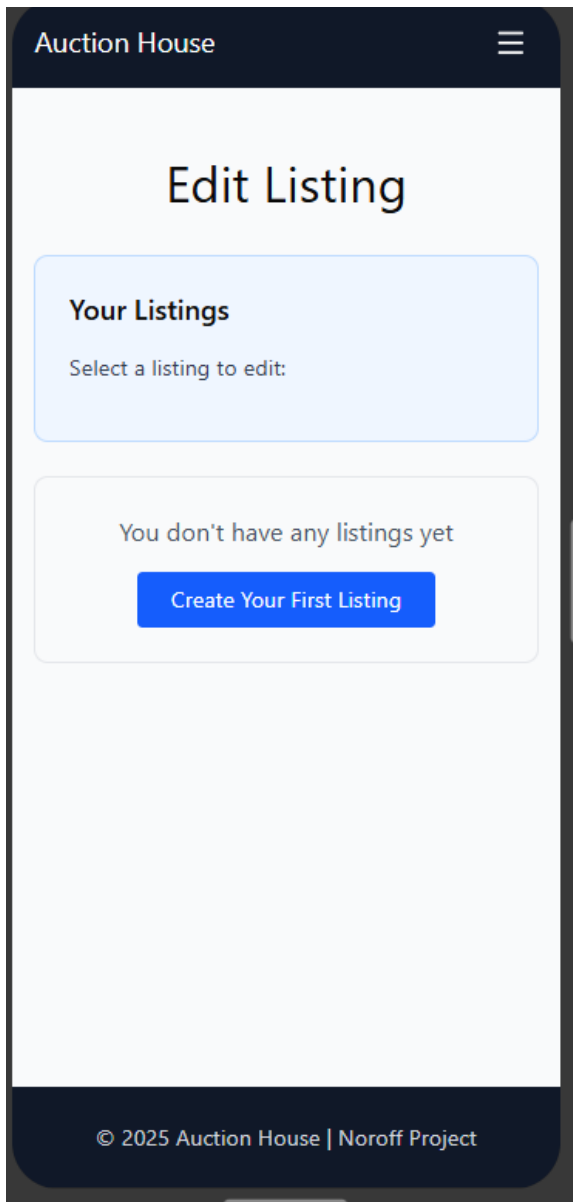 Auction House
Edit Listing
Your Listings
Select a listing to edit:
You don't have any listings yet
Create Your First Listing
© 2025 Auction House | Noroff Project